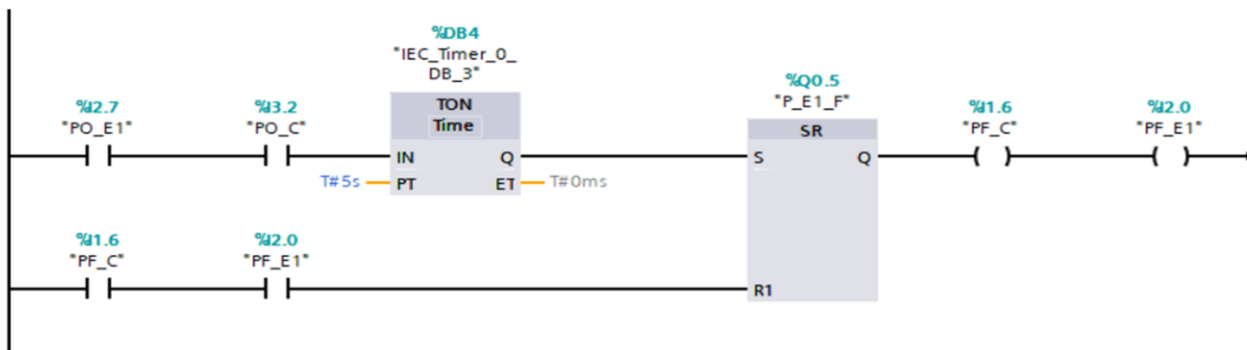 %DB4
"IEC_Timer_0_
DB_3"
%I2.7
"PO_E1"
%I3.2
"PO_C"
TON
Time
IN
Q
T#5s
PT
ET
T#0ms
%Q0.5
"P_E1_F"
SR
S
Q
R1
%I1.6
"PF_C"
%I2.0
"PF_E1"
%I1.6
"PF_C"
%I2.0
"PF_E1"